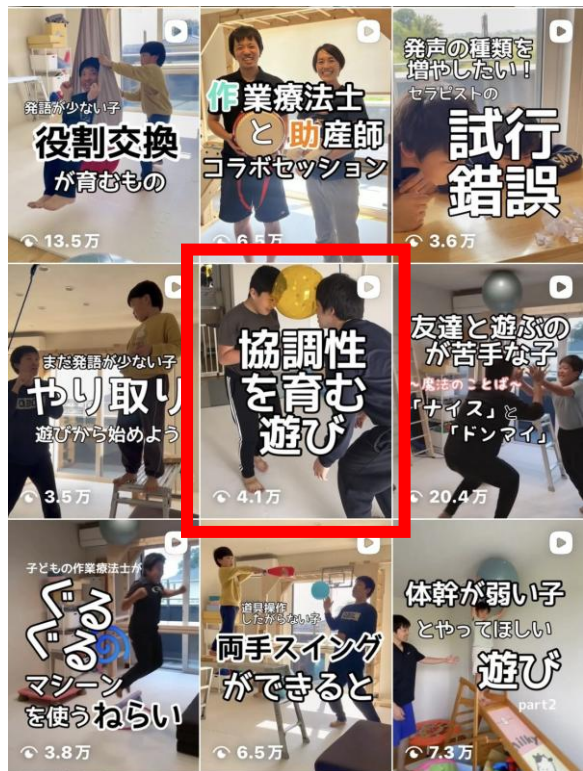 発語が少ない子
役割交換
が育むもの
13.5万
作業療法士
と助産師
コラボセッション
6.5万
発声の種類を
増やしたい！
セラピストの
試行
錯誤
3.6万
まだ発語が少ない子
やり取り
遊びから始めよう
3.5万
協調性
を育む
遊び
4.1万
友達と遊ぶの
が苦手な子
〜魔法のことば〜
「ナイス」と
「ドンマイ」
20.4万
子どもの作業療法士が
ぐるぐる
マシーン
を使うねらい
3.8万
道具操作
したがらない子
両手スイング
ができると
6.5万
体幹が弱い子
とやってほしい
遊び
part2
7.3万